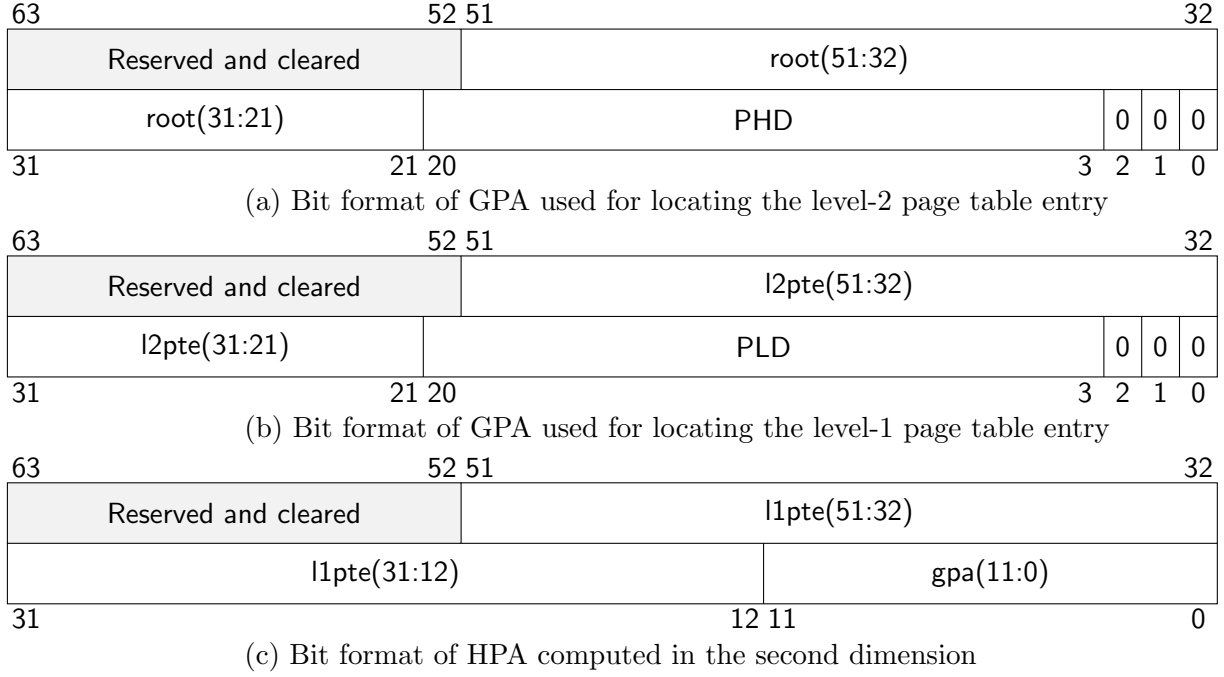 63 52 51 32
Reserved and cleared root(51:32)
root(31:21) PHD 0 0 0
31 21 20 3 2 1 0
(a) Bit format of GPA used for locating the level-2 page table entry
63 52 51 32
Reserved and cleared l2pte(51:32)
l2pte(31:21) PLD 0 0 0
31 21 20 3 2 1 0
(b) Bit format of GPA used for locating the level-1 page table entry
63 52 51 32
Reserved and cleared l1pte(51:32)
l1pte(31:12) gpa(11:0)
31 12 11 0
(c) Bit format of HPA computed in the second dimension